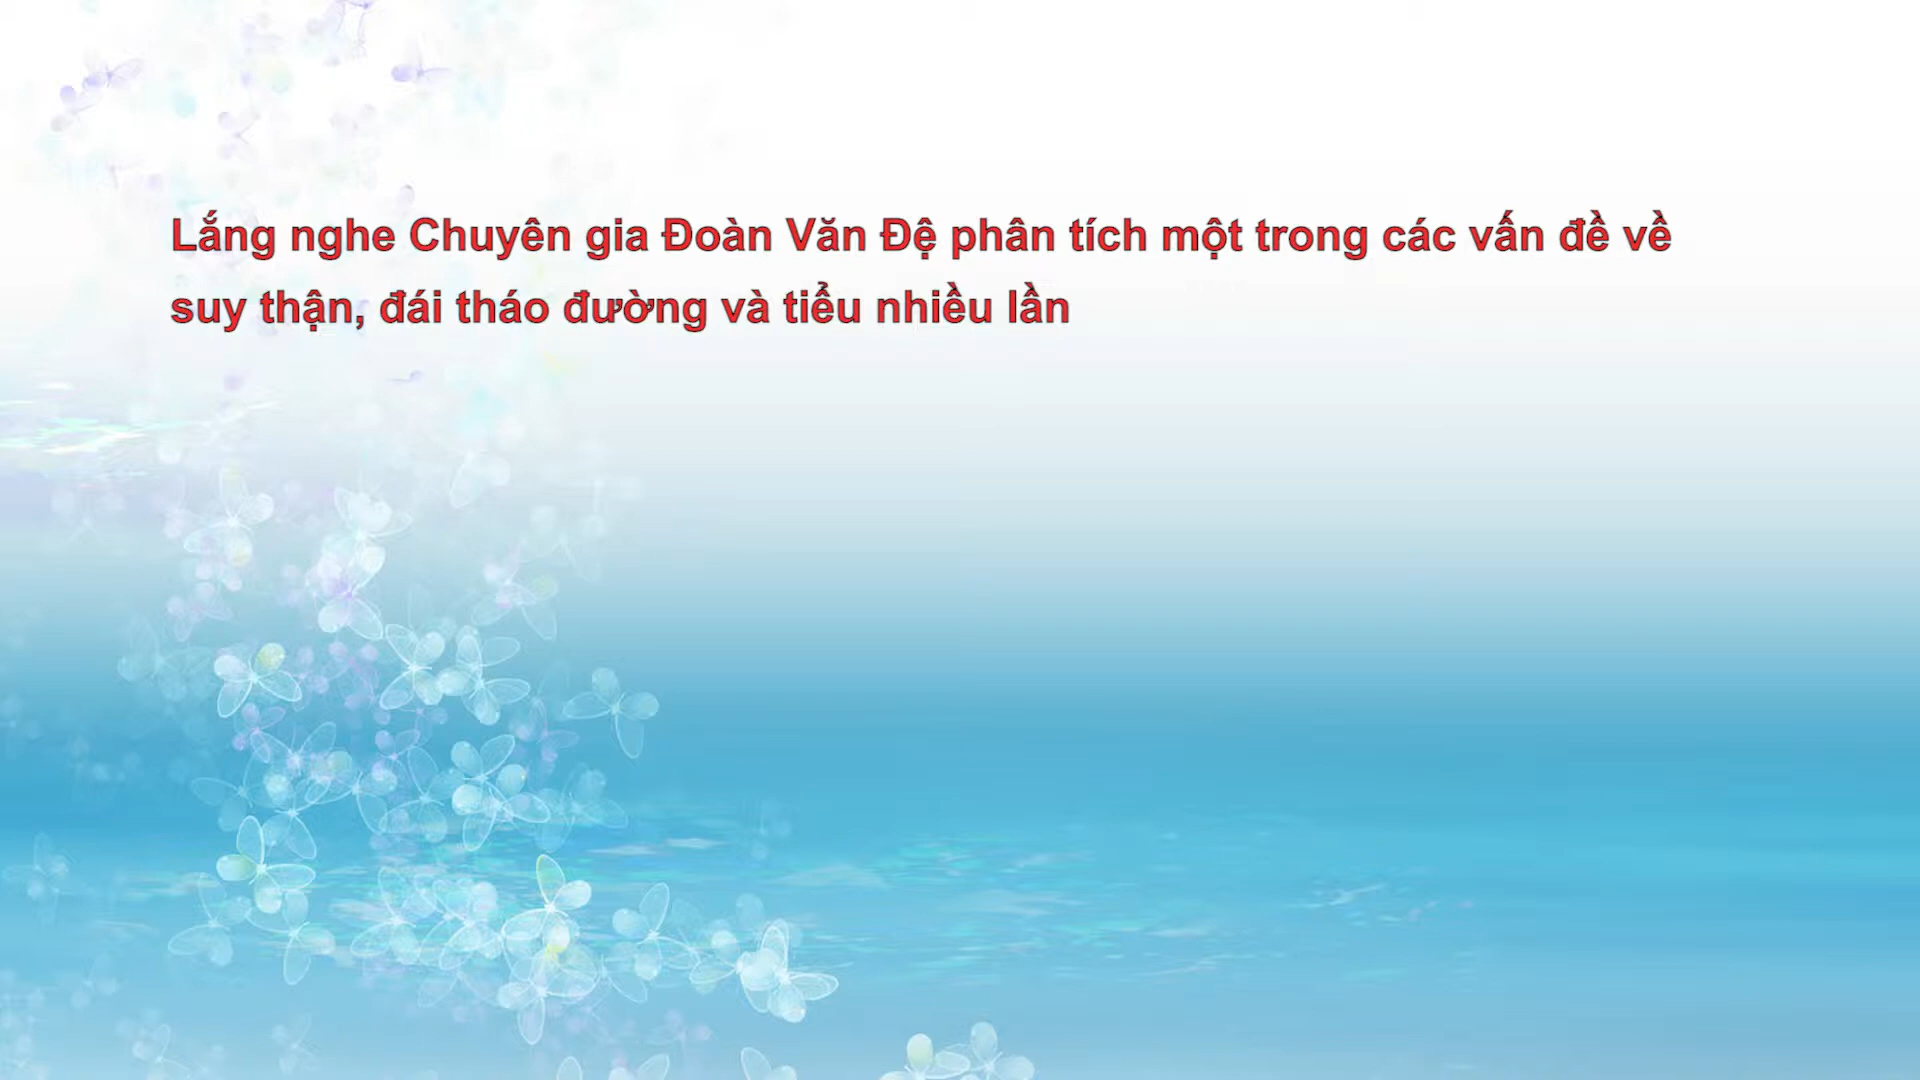 Lắng nghe Chuyên gia Đoàn Văn Đệ phân tích một trong các vấn đề về
suy thận, đái tháo đường và tiểu nhiều lần